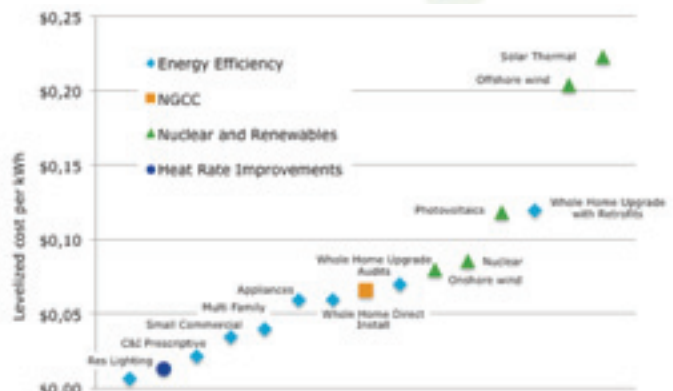 $0,25
$0,20
$0,15
$0,10
$0,05
$0,00
Levelized cost per kWh
Energy Efficiency
NGCC
Nuclear and Renewables
Heat Rate Improvements
Solar Thermal
Offshore wind
Photovoltaics
Whole Home Upgrade
with Retrofits
Whole Home Upgrade
Audits
Nuclear
Onshore wind
Appliances
Multi Family
Whole Home Direct
Install
Small Commercial
C&I Prescriptive
Res Lighting